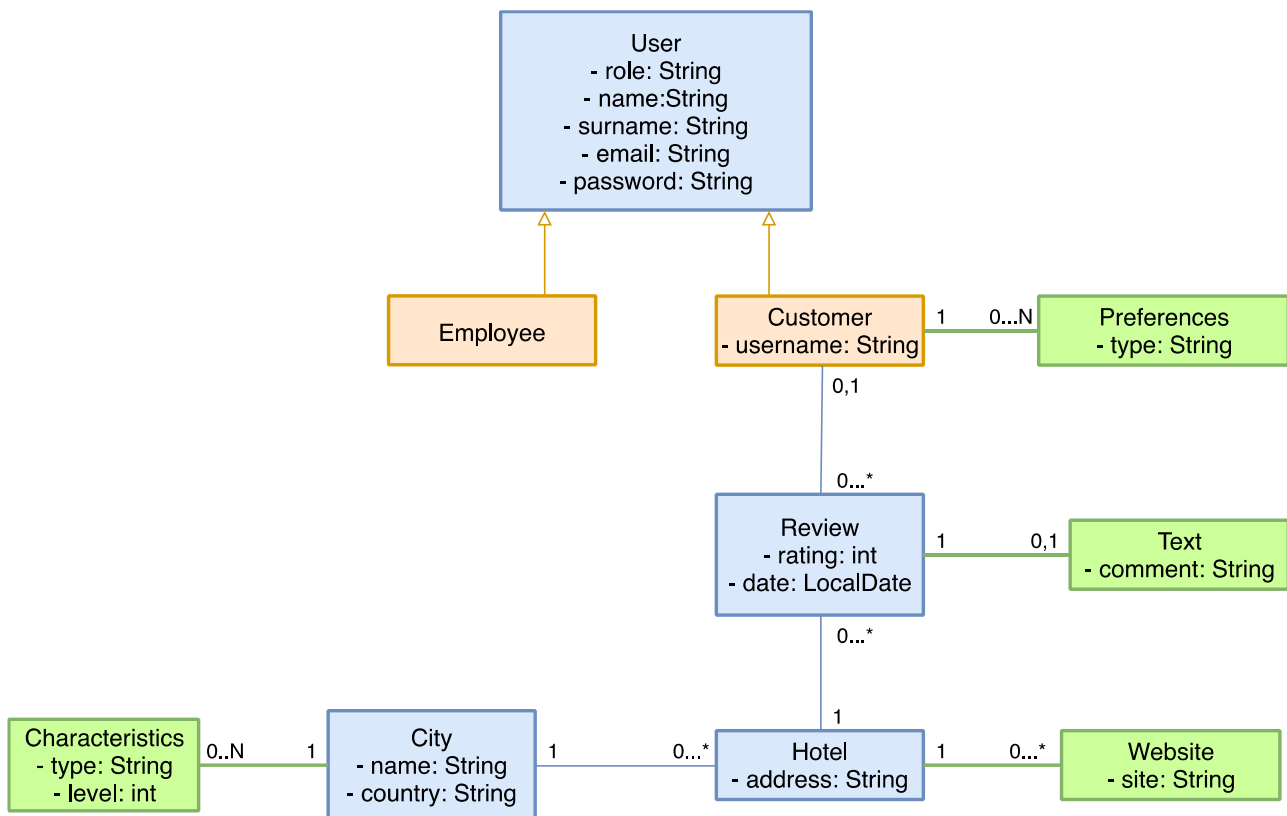 User
- role: String
- name:String
- surname: String
- email: String
- password: String
Employee
Customer
- username: String
1
0...N
Preferences
- type: String
0,1
0...*
Review
- rating: int
- date: LocalDate
1
0,1
Text
- comment: String
0...*
1
Characteristics
- type: String
- level: int
0..N
1
City
- name: String
- country: String
1
0...*
Hotel
- address: String
1
0...*
Website
- site: String